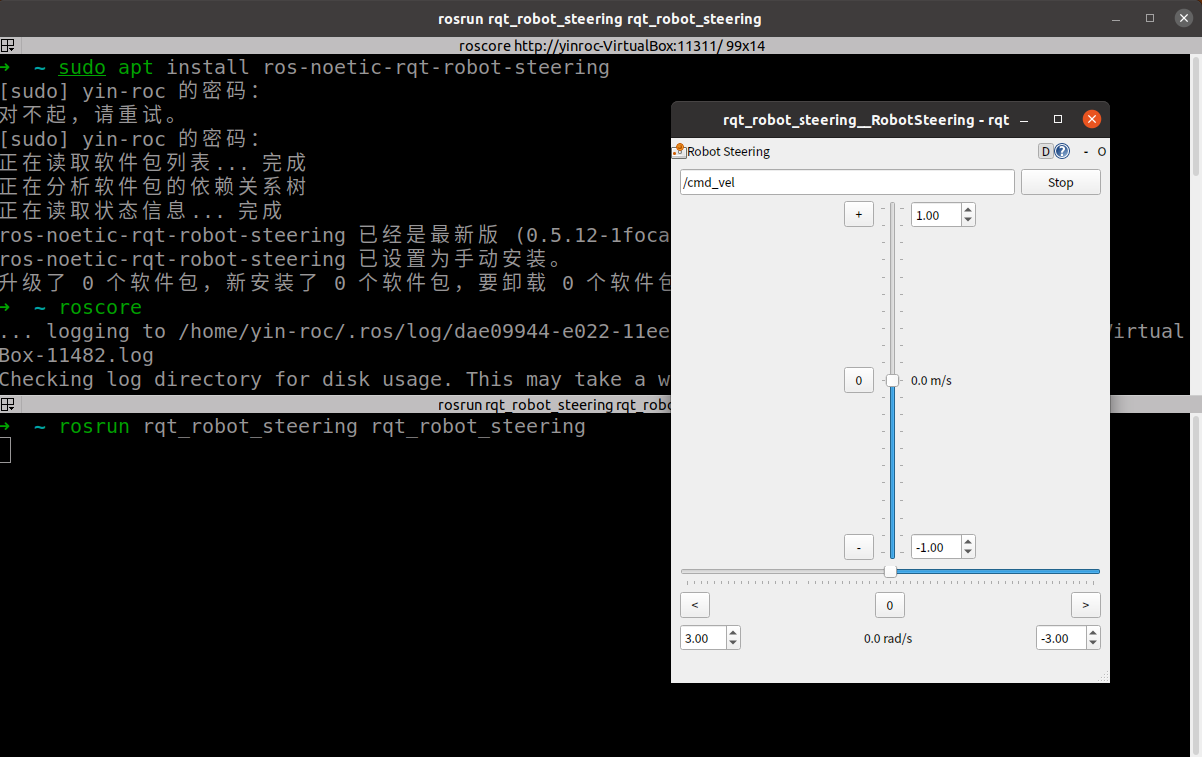 rosrun rqt_robot_steering rqt_robot_steering
roscore http://yinroc-VirtualBox:11311/ 99x14
→ ~ sudo apt install ros-noetic-rqt-robot-steering
[sudo] yin-roc 的密码：
对不起，请重试。
[sudo] yin-roc 的密码：
正在读取软件包列表... 完成
正在分析软件包的依赖关系树
正在读取状态信息... 完成
ros-noetic-rqt-robot-steering 已经是最新版 (0.5.12-1foca
ros-noetic-rqt-robot-steering 已设置为手动安装。
升级了 0 个软件包，新安装了 0 个软件包，要卸载 0 个软件包
→ ~ roscore
... logging to /home/yin-roc/.ros/log/dae09944-e022-11ee
irtual
Box-11482.log
Checking log directory for disk usage. This may take a w
rosrun rqt_robot_steering rqt_robo
→ ~ rosrun rqt_robot_steering rqt_robot_steering
rqt_robot_steering__RobotSteering - rqt
Robot Steering
D ? - O
/cmd_vel
Stop
+ 1.00
0 0.0 m/s
- -1.00
< 0 >
3.00 0.0 rad/s -3.00